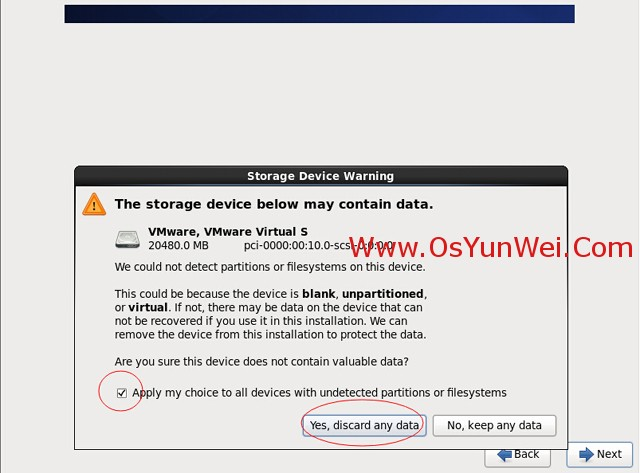 Storage Device Warning
The storage device below may contain data.
VMware, VMware Virtual S
20480.0 MB pci-0000:00:10.0-scsi-0:0:0:0
Www.OsYunWei.Com
We could not detect partitions or filesystems on this device.
This could be because the device is blank, unpartitioned,
or virtual. If not, there may be data on the device that can
not be recovered if you use it in this installation. We can
remove the device from this installation to protect the data.
Are you sure this device does not contain valuable data?
Apply my choice to all devices with undetected partitions or filesystems
Yes, discard any data No, keep any data
Back Next